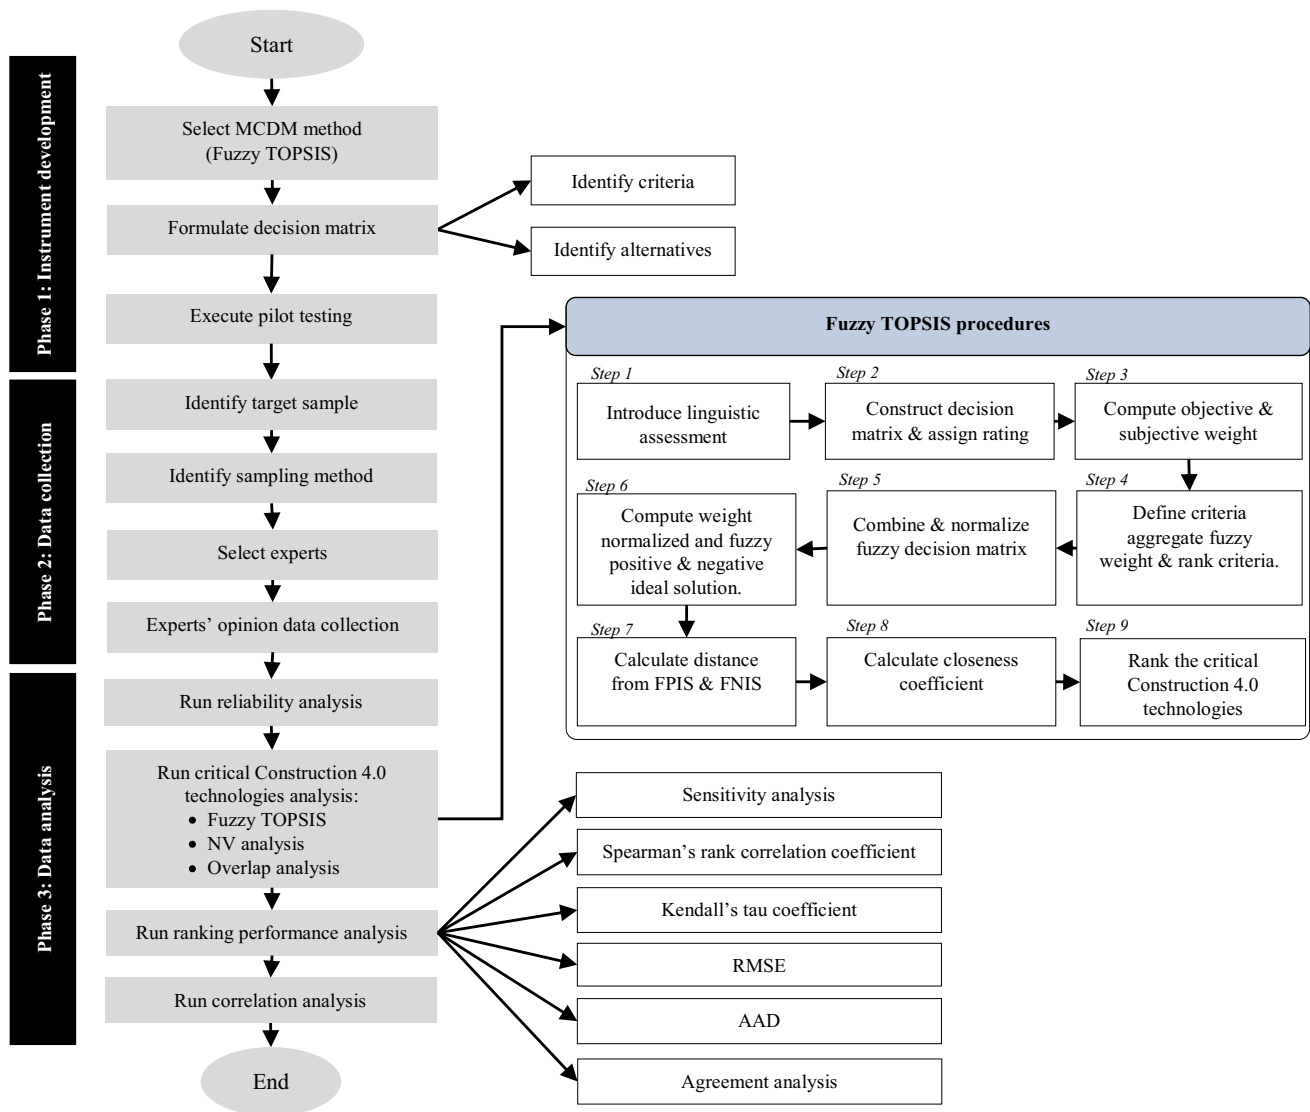 Start
Phase 1: Instrument development
Select MCDM method
(Fuzzy TOPSIS)
Formulate decision matrix
Identify criteria
Identify alternatives
Execute pilot testing
Phase 2: Data collection
Identify target sample
Identify sampling method
Select experts
Experts’ opinion data collection
Phase 3: Data analysis
Run reliability analysis
Run critical Construction 4.0
technologies analysis:
• Fuzzy TOPSIS
• NV analysis
• Overlap analysis
Run ranking performance analysis
Run correlation analysis
End
Fuzzy TOPSIS procedures
Step 1
Introduce linguistic
assessment
Step 2
Construct decision
matrix & assign rating
Step 3
Compute objective &
subjective weight
Step 4
Define criteria
aggregate fuzzy
weight & rank criteria.
Step 5
Combine & normalize
fuzzy decision matrix
Step 6
Compute weight
normalized and fuzzy
positive & negative
ideal solution.
Step 7
Calculate distance
from FPIS & FNIS
Step 8
Calculate closeness
coefficient
Step 9
Rank the critical
Construction 4.0
technologies
Sensitivity analysis
Spearman’s rank correlation coefficient
Kendall’s tau coefficient
RMSE
AAD
Agreement analysis